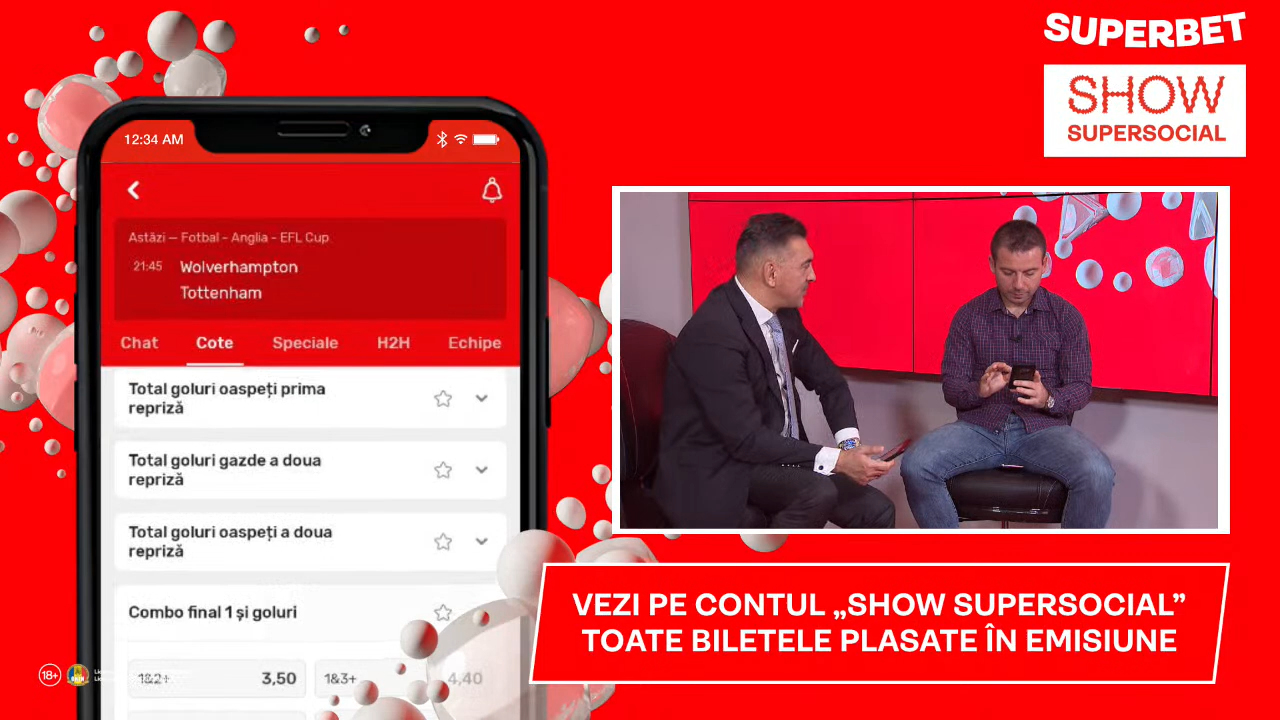 SUPERBET
SHOW
SUPERSOCIAL
12:34 AM
Astăzi – Fotbal - Anglia - EFL Cup
21:45 Wolverhampton
Tottenham
Chat Cote Speciale H2H Echipe
Total goluri oaspeți prima
repriză
Total goluri gazde a doua
repriză
Total goluri oaspeți a doua
repriză
Combo final 1 și goluri
1&2+ 3,50 1&3+ 4,40
VEZI PE CONTUL „SHOW SUPERSOCIAL”
TOATE BILETELE PLASATE ÎN EMISIUNE
18+